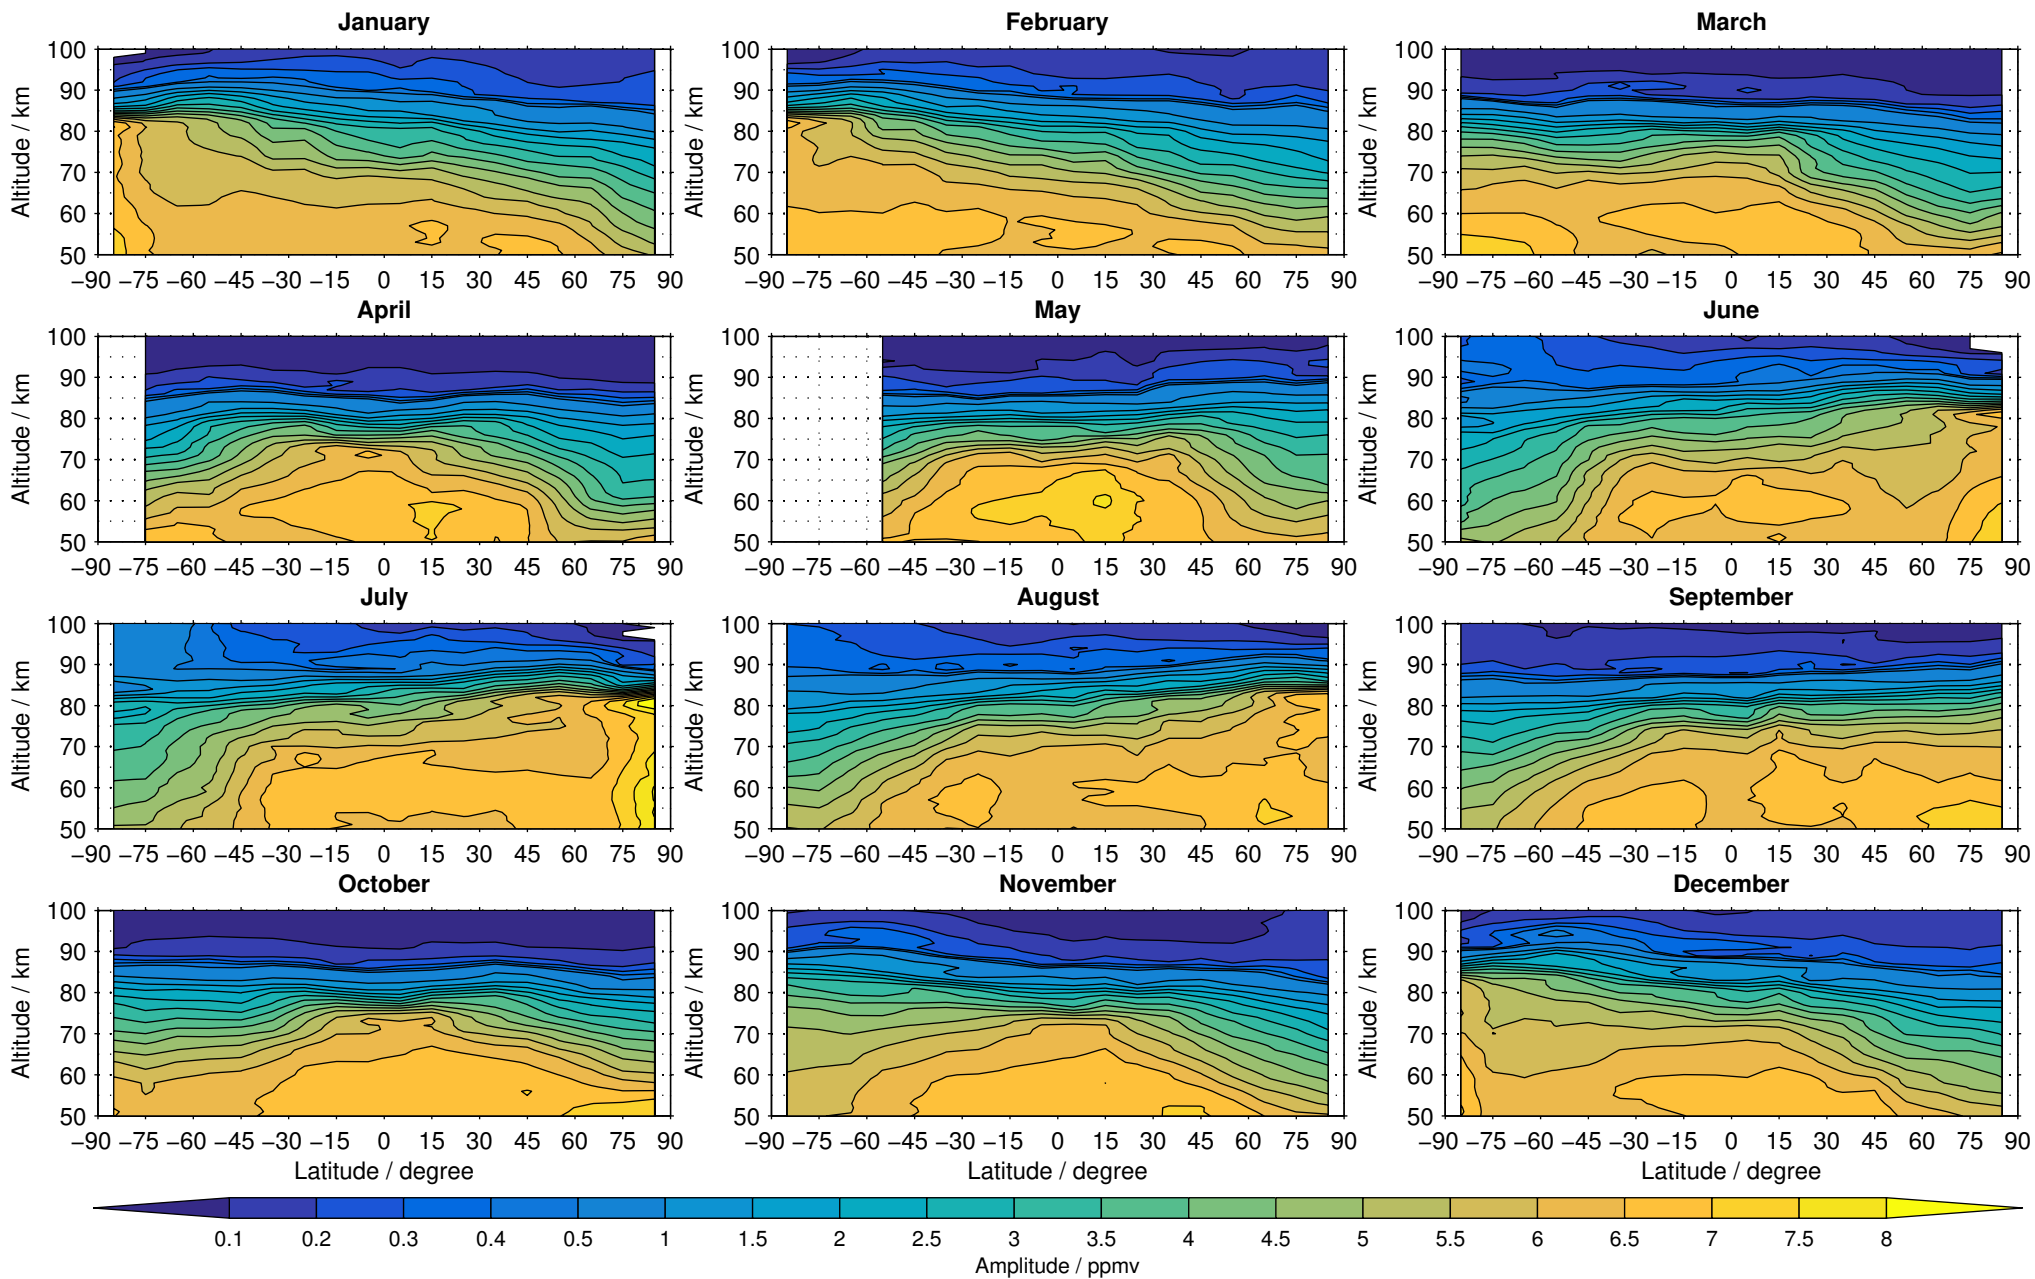 January February March
100 100 100
90 90 90
80 80 80
70 70 70
60 60 60
50 50 50
Altitude / km Altitude / km Altitude / km
−90 −75 −60 −45 −30 −15 0 15 30 45 60 75 90 −90 −75 −60 −45 −30 −15 0 15 30 45 60 75 90 −90 −75 −60 −45 −30 −15 0 15 30 45 60 75 90
April May June
100 100 100
90 90 90
80 80 80
70 70 70
60 60 60
50 50 50
Altitude / km Altitude / km Altitude / km
−90 −75 −60 −45 −30 −15 0 15 30 45 60 75 90 −90 −75 −60 −45 −30 −15 0 15 30 45 60 75 90 −90 −75 −60 −45 −30 −15 0 15 30 45 60 75 90
July August September
100 100 100
90 90 90
80 80 80
70 70 70
60 60 60
50 50 50
Altitude / km Altitude / km Altitude / km
−90 −75 −60 −45 −30 −15 0 15 30 45 60 75 90 −90 −75 −60 −45 −30 −15 0 15 30 45 60 75 90 −90 −75 −60 −45 −30 −15 0 15 30 45 60 75 90
October November December
100 100 100
90 90 90
80 80 80
70 70 70
60 60 60
50 50 50
Altitude / km Altitude / km Altitude / km
−90 −75 −60 −45 −30 −15 0 15 30 45 60 75 90 −90 −75 −60 −45 −30 −15 0 15 30 45 60 75 90 −90 −75 −60 −45 −30 −15 0 15 30 45 60 75 90
Latitude / degree Latitude / degree Latitude / degree
0.1 0.2 0.3 0.4 0.5 1 1.5 2 2.5 3 3.5 4 4.5 5 5.5 6 6.5 7 7.5 8
Amplitude / ppmv